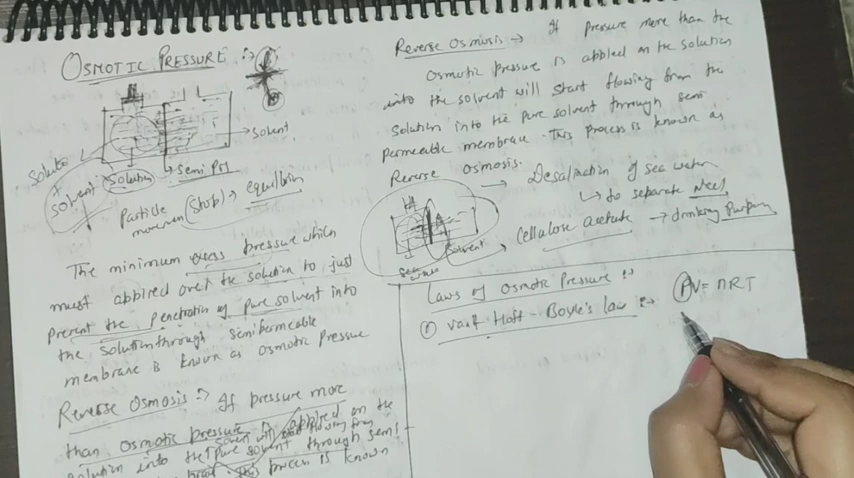 OSMOTIC PRESSURE :-
solvent
Solute
+
solvent
Solution
Semi PM
Particle
(Stop) → equilbrim
The minimum excess pressure which
must applired over the solution to just
prevent the penetration of pure solvent into
the solution through semipermeable
membrane is known as osmotic Pressure
Reverse Osmosis :- If pressure more
than osmotic pressure is applied on the
solution into the pure solvent through semi-
process is known
Reverse Osmosis → If Pressure more than the
Osmotic pressure is applied on the solution
into the solvent will start flowing from the
solution into the pure solvent through semi-
permeable membrane. This process is known as
Reverse osmosis.
→ Desalination of sea water
↳ to separate NaCl
Cellulose acetate → drinking Purpose
Solvent
Laws of Osmotic Pressure :-
① van't Hoff - Boyle's law :- PV = nRT